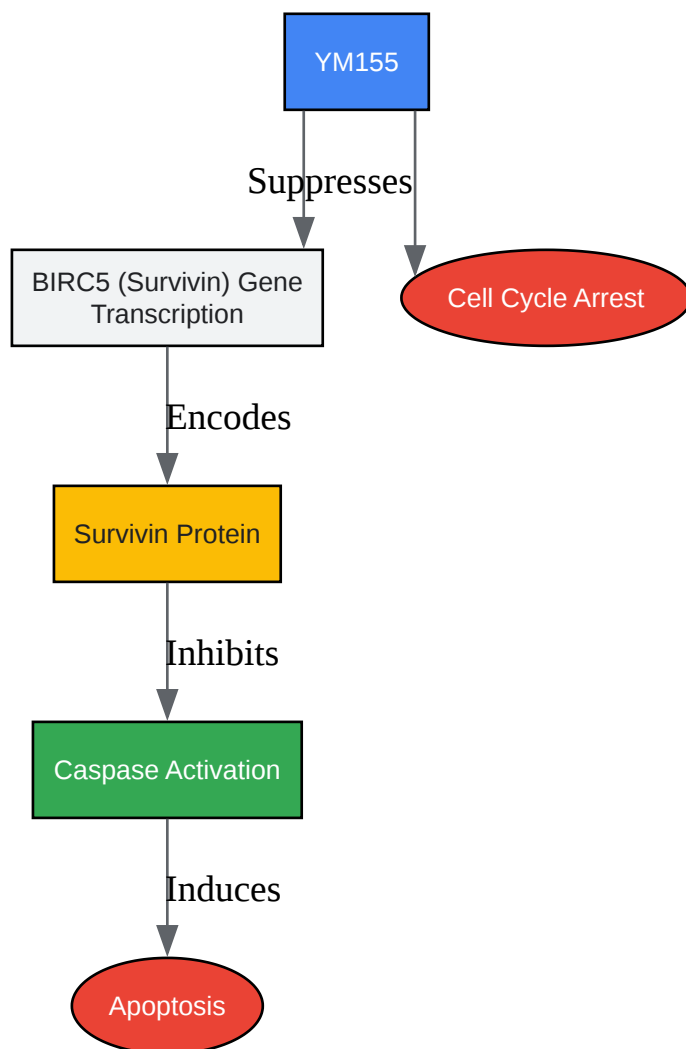 YM155
Suppresses
BIRC5 (Survivin) Gene
Transcription
Cell Cycle Arrest
Encodes
Survivin Protein
Inhibits
Caspase Activation
Induces
Apoptosis